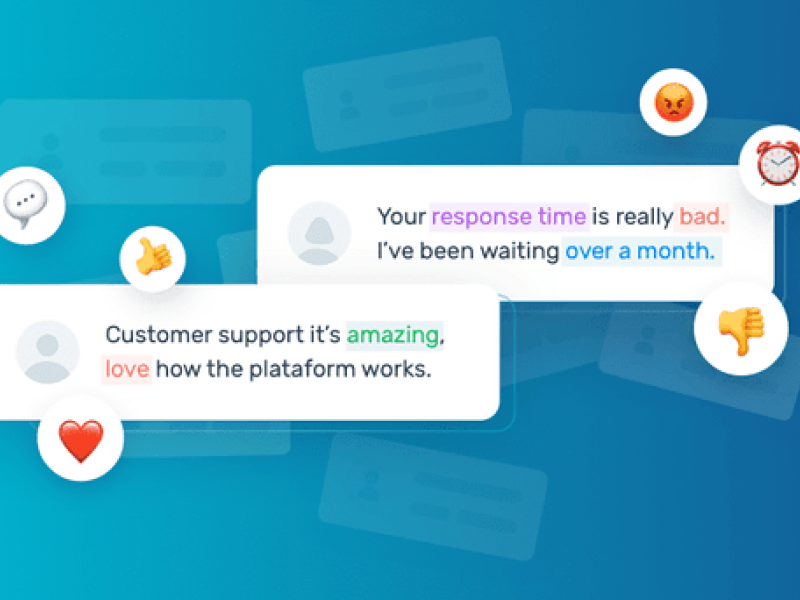 Your response time is really bad.
I've been waiting over a month.
Customer support it's amazing,
love how the plataform works.